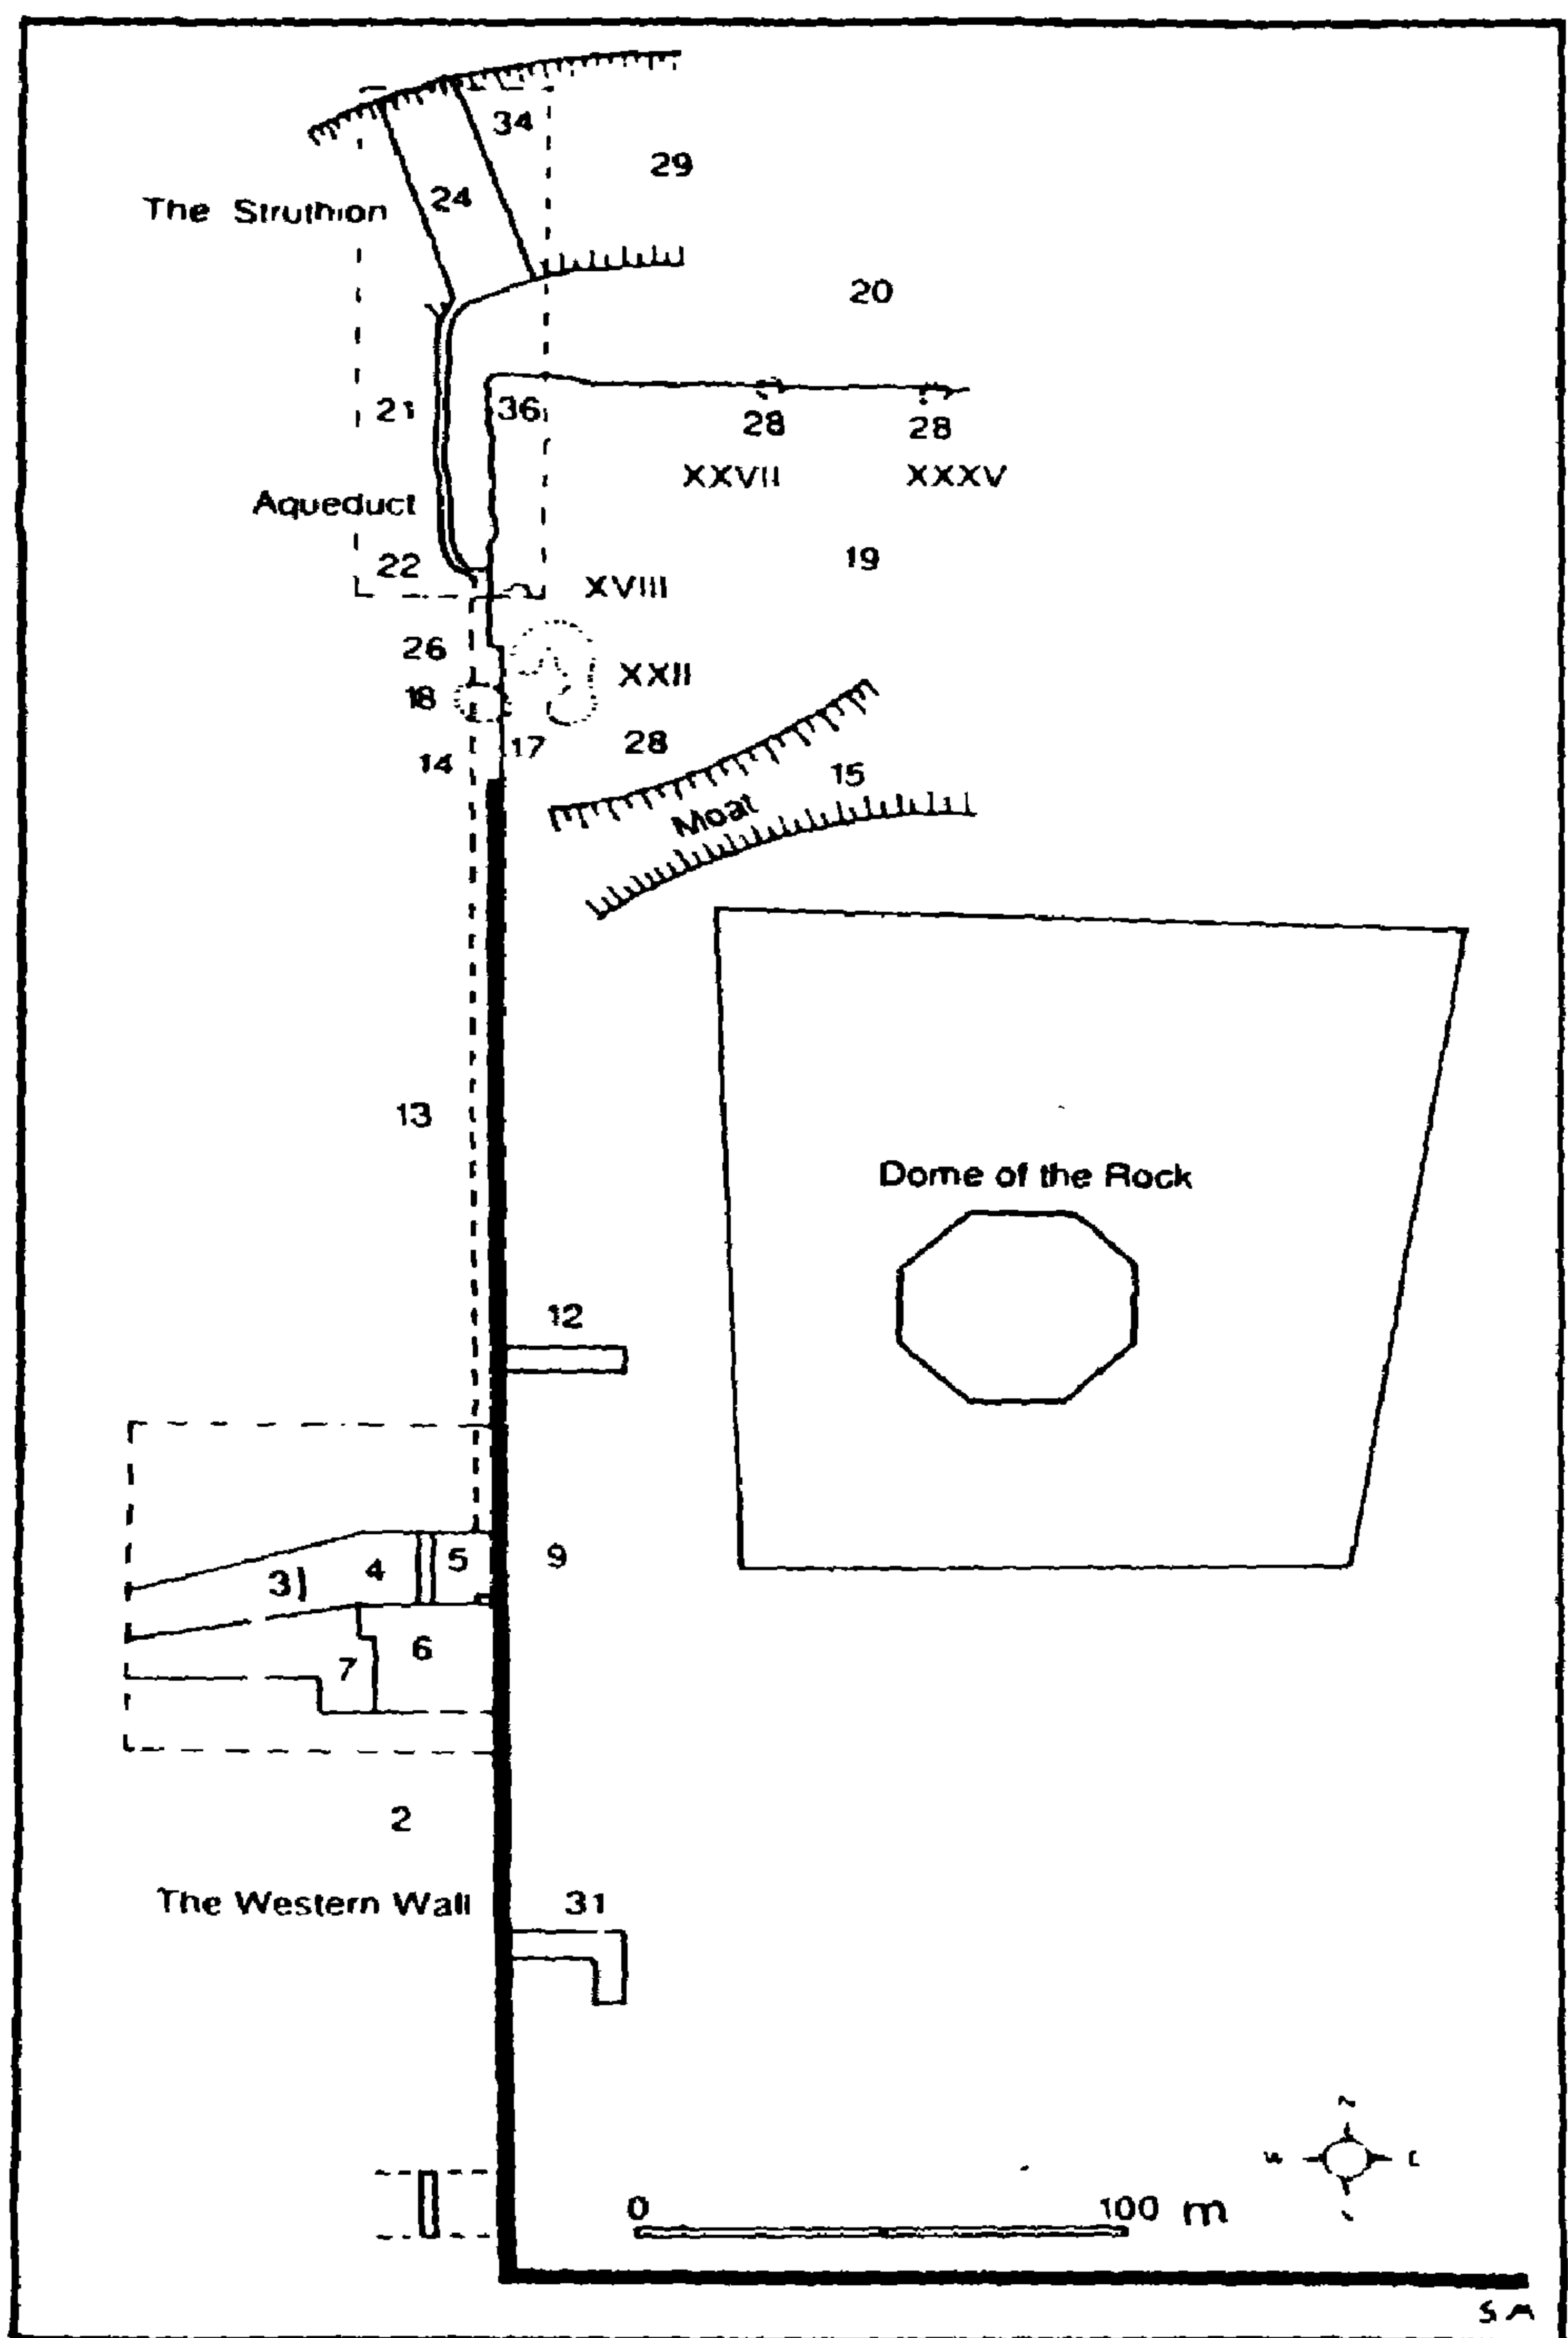 34
29
24
The Struthion
20
21
36
28
28
XXVII
XXXV
Aqueduct
22
19
XVIII
26
XXII
18
17
28
14
15
Moat
13
Dome of the Rock
12
5
9
4
3
6
7
2
The Western Wall
31
0
100 m